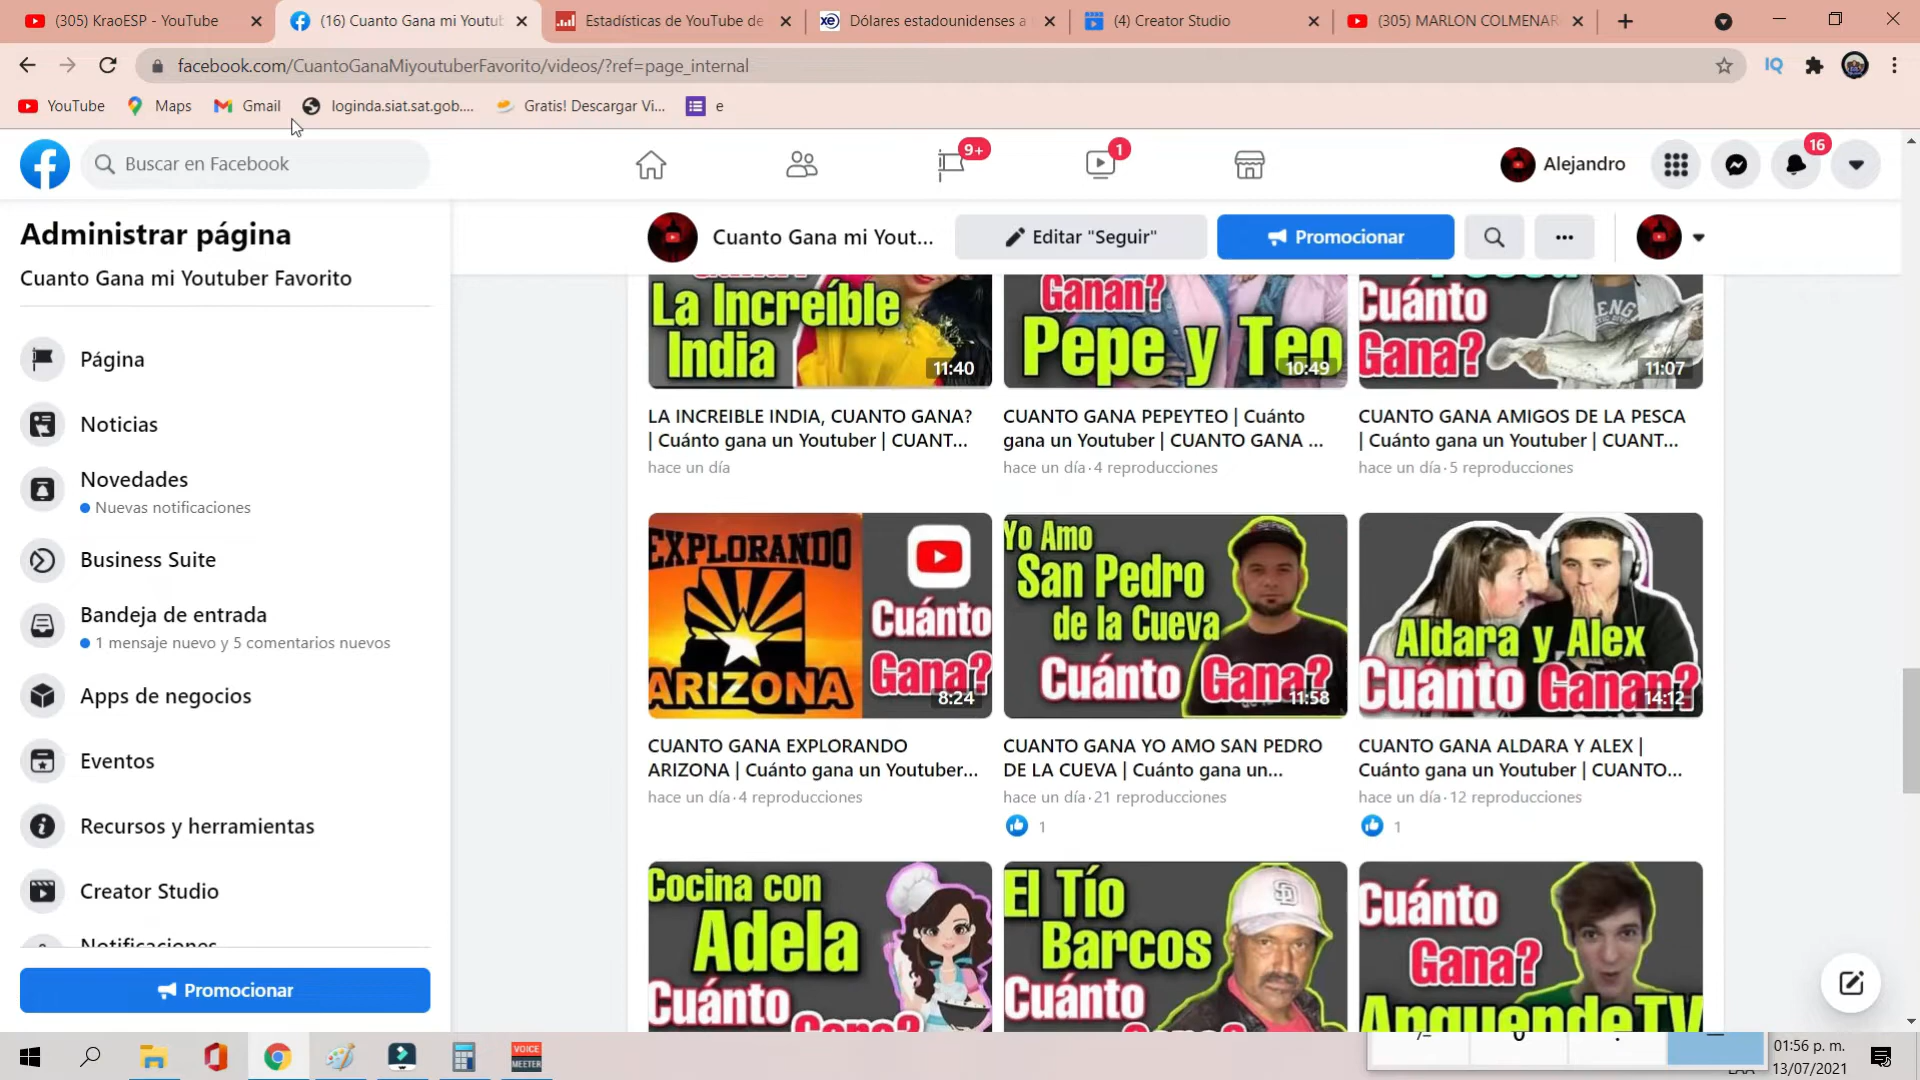 (305) KraoESP - YouTube
(16) Cuanto Gana mi Youtub
Estadísticas de YouTube de
Dólares estadounidenses a
(4) Creator Studio
(305) MARLON COLMENAR
facebook.com/CuantoGanaMiyoutuberFavorito/videos/?ref=page_internal
IQ
YouTube
Maps
Gmail
loginda.siat.sat.gob....
Gratis! Descargar Vi...
e
Buscar en Facebook
9+
1
Alejandro
16
Administrar página
Cuanto Gana mi Youtuber Favorito
Cuanto Gana mi Yout...
Editar "Seguir"
Promocionar
Página
Noticias
Novedades
Nuevas notificaciones
Business Suite
Bandeja de entrada
1 mensaje nuevo y 5 comentarios nuevos
Apps de negocios
Eventos
Recursos y herramientas
Creator Studio
Notificaciones
Promocionar
La Increíble
India
11:40
Ganan?
Pepe y Teo
10:49
Cuánto
Gana?
11:07
LA INCREIBLE INDIA, CUANTO GANA?
| Cuánto gana un Youtuber | CUANT...
hace un día
CUANTO GANA PEPEYTEO | Cuánto
gana un Youtuber | CUANTO GANA ...
hace un día·4 reproducciones
CUANTO GANA AMIGOS DE LA PESCA
| Cuánto gana un Youtuber | CUANT...
hace un día·5 reproducciones
EXPLORANDO
ARIZONA
Cuánto
Gana?
8:24
Yo Amo
San Pedro
de la Cueva
Cuánto Gana?
11:58
Aldara y Alex
Cuánto Ganan?
14:12
CUANTO GANA EXPLORANDO
ARIZONA | Cuánto gana un Youtuber...
hace un día·4 reproducciones
CUANTO GANA YO AMO SAN PEDRO
DE LA CUEVA | Cuánto gana un...
hace un día·21 reproducciones
1
CUANTO GANA ALDARA Y ALEX |
Cuánto gana un Youtuber | CUANTO...
hace un día·12 reproducciones
1
Cocina con
Adela
Cuánto
Gana?
El Tío
Barcos
Cuánto
SD
Cuánto
Gana?
AnguendeTV
VOICE
MEETER
01:56 p. m.
13/07/2021